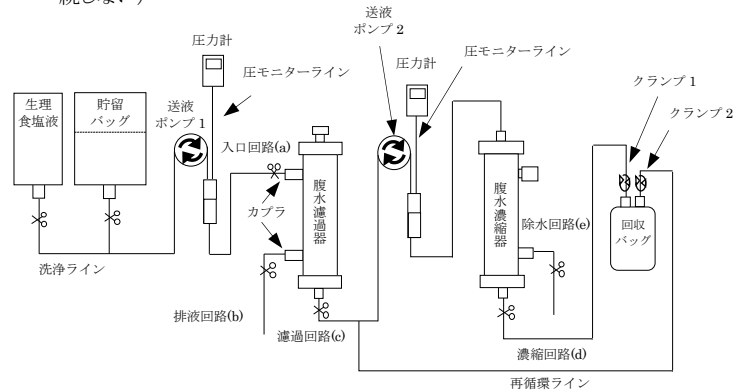 続しない）
送液
ポンプ 2
圧力計
圧モニターライン
圧力計
圧モニターライン
クランプ 1
クランプ 2
生理
食塩液
貯留
バッグ
送液
ポンプ 1
入口回路(a)
カプラ
腹水濾過器
腹水濃縮器
除水回路(e)
回収
バッグ
洗浄ライン
排液回路(b)
濾過回路(c)
濃縮回路(d)
再循環ライン